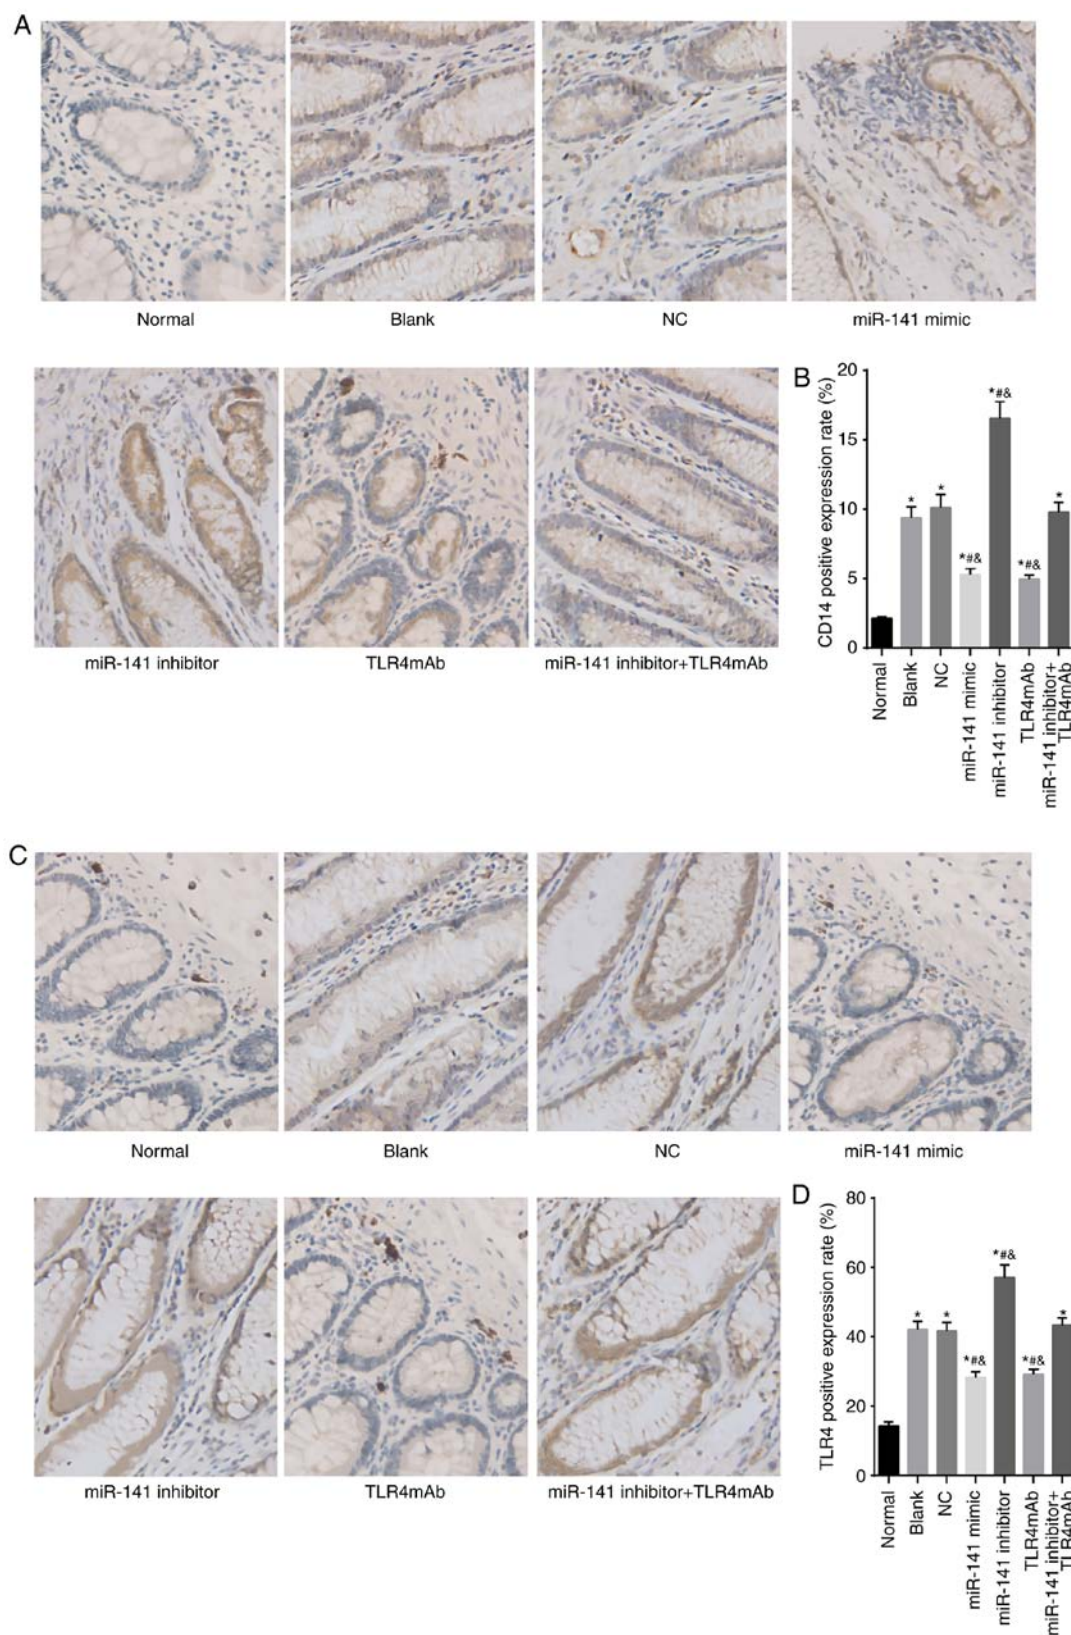 A
Normal
Blank
NC
miR-141 mimic
miR-141 inhibitor
TLR4mAb
miR-141 inhibitor+TLR4mAb
B
CD14 positive expression rate (%)
20
15
10
5
0
*
*
*#&
*#&
*#&
*
Normal
Blank
NC
miR-141 mimic
miR-141 inhibitor
TLR4mAb
miR-141 inhibitor+
TLR4mAb
C
Normal
Blank
NC
miR-141 mimic
miR-141 inhibitor
TLR4mAb
miR-141 inhibitor+TLR4mAb
D
TLR4 positive expression rate (%)
80
60
40
20
0
*
*
*#&
*#&
*#&
*
Normal
Blank
NC
miR-141 mimic
miR-141 inhibitor
TLR4mAb
miR-141 inhibitor+
TLR4mAb